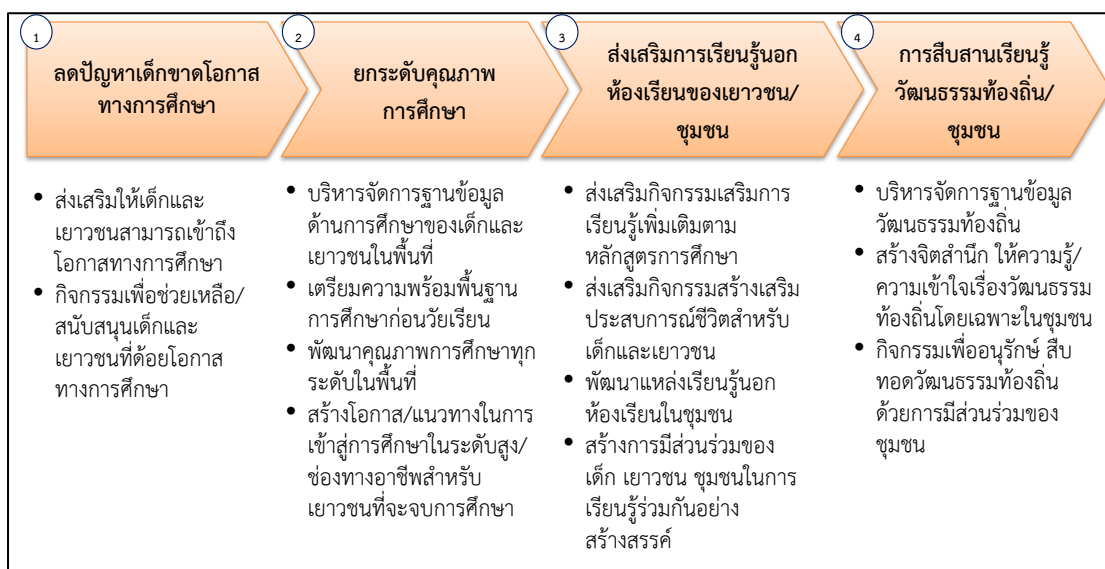 1
ลดปัญหาเด็กขาดโอกาส
ทางการศึกษา
2
ยกระดับคุณภาพ
การศึกษา
3
ส่งเสริมการเรียนรู้นอก
ห้องเรียนของเยาวชน/
ชุมชน
4
การสืบสานเรียนรู้
วัฒนธรรมท้องถิ่น/
ชุมชน
• ส่งเสริมให้เด็กและ
เยาวชนสามารถเข้าถึง
โอกาสทางการศึกษา
• กิจกรรมเพื่อช่วยเหลือ/
สนับสนุนเด็กและ
เยาวชนที่ด้อยโอกาส
ทางการศึกษา
• บริหารจัดการฐานข้อมูล
ด้านการศึกษาของเด็กและ
เยาวชนในพื้นที่
• เตรียมความพร้อมพื้นฐาน
การศึกษาก่อนวัยเรียน
• พัฒนาคุณภาพการศึกษาทุก
ระดับในพื้นที่
• สร้างโอกาส/แนวทางในการ
เข้าสู่การศึกษาในระดับสูง/
ช่องทางอาชีพสำหรับ
เยาวชนที่จะจบการศึกษา
• ส่งเสริมกิจกรรมเสริมการ
เรียนรู้เพิ่มเติมตาม
หลักสูตรการศึกษา
• ส่งเสริมกิจกรรมสร้างเสริม
ประสบการณ์ชีวิตสำหรับ
เด็กและเยาวชน
• พัฒนาแหล่งเรียนรู้นอก
ห้องเรียนในชุมชน
• สร้างการมีส่วนร่วมของ
เด็ก เยาวชน ชุมชนในการ
เรียนรู้ร่วมกันอย่าง
สร้างสรรค์
• บริหารจัดการฐานข้อมูล
วัฒนธรรมท้องถิ่น
• สร้างจิตสำนึก ให้ความรู้/
ความเข้าใจเรื่องวัฒนธรรม
ท้องถิ่นโดยเฉพาะในชุมชน
• กิจกรรมเพื่ออนุรักษ์ สืบ
ทอดวัฒนธรรมท้องถิ่น
ด้วยการมีส่วนร่วมของ
ชุมชน